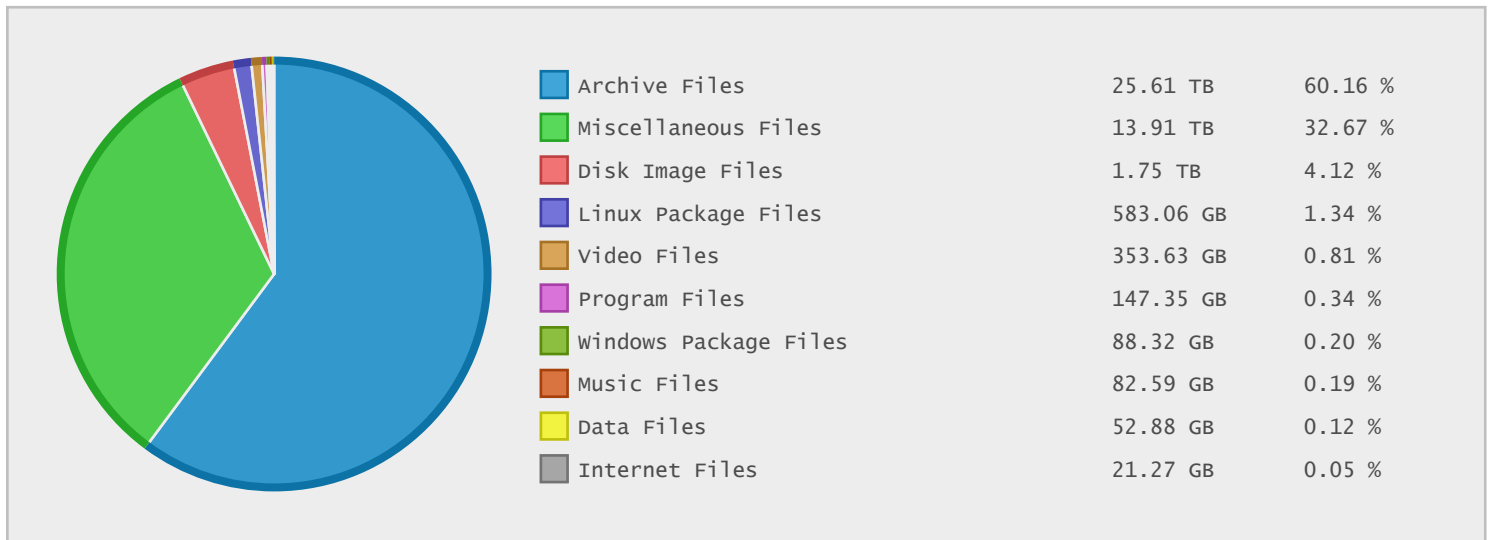 Archive Files 25.61 TB 60.16 %
Miscellaneous Files 13.91 TB 32.67 %
Disk Image Files 1.75 TB 4.12 %
Linux Package Files 583.06 GB 1.34 %
Video Files 353.63 GB 0.81 %
Program Files 147.35 GB 0.34 %
Windows Package Files 88.32 GB 0.20 %
Music Files 82.59 GB 0.19 %
Data Files 52.88 GB 0.12 %
Internet Files 21.27 GB 0.05 %